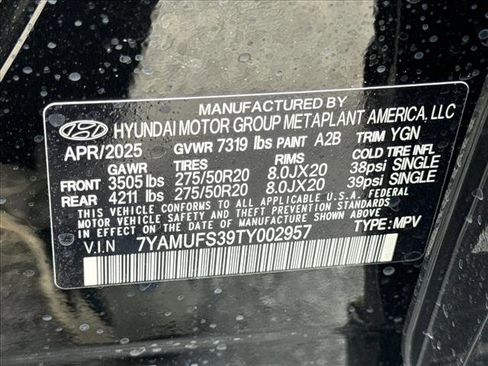 MANUFACTURED BY
HYUNDAI MOTOR GROUP METAPLANT AMERICA, LLC
APR/2025 GVWR 7319 lbs PAINT A2B TRIM YGN
GAWR TIRES RIMS COLD TIRE INFL
FRONT 3505 lbs 275/50R20 8.0JX20 38psi SINGLE
REAR 4211 lbs 275/50R20 8.0JX20 39psi SINGLE
THIS VEHICLE CONFORMS TO ALL APPLICABLE U.S.A. FEDERAL
MOTOR VEHICLE SAFETY AND THEFT PREVENTION STANDARDS
IN EFFECT ON THE DATE OF MANUFACTURE SHOWN ABOVE.
V.I.N 7YAMUFS39TY002957 TYPE: MPV